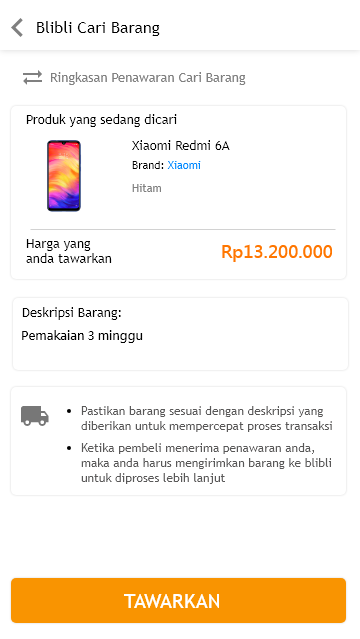 Blibli Cari Barang
Ringkasan Penawaran Cari Barang
Produk yang sedang dicari
Xiaomi Redmi 6A
Brand: Xiaomi
Hitam
Harga yang
anda tawarkan
Rp13.200.000
Deskripsi Barang:
Pemakaian 3 minggu
• Pastikan barang sesuai dengan deskripsi yang
diberikan untuk mempercepat proses transaksi
• Ketika pembeli menerima penawaran anda,
maka anda harus mengirimkan barang ke blibli
untuk diproses lebih lanjut
TAWARKAN